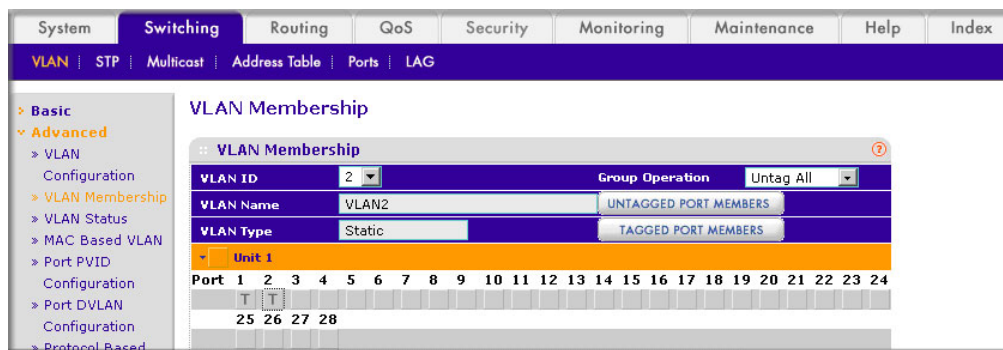 System Switching Routing QoS Security Monitoring Maintenance Help Index
VLAN STP Multicast Address Table Ports LAG
Basic
Advanced
» VLAN
Configuration
» VLAN Membership
» VLAN Status
» MAC Based VLAN
» Port PVID
Configuration
» Port DVLAN
Configuration
» Protocol Based
VLAN Membership
VLAN Membership ?
VLAN ID 2 Group Operation Untag All
VLAN Name VLAN2 UNTAGGED PORT MEMBERS
VLAN Type Static TAGGED PORT MEMBERS
Unit 1
Port 1 2 3 4 5 6 7 8 9 10 11 12 13 14 15 16 17 18 19 20 21 22 23 24
T T
25 26 27 28